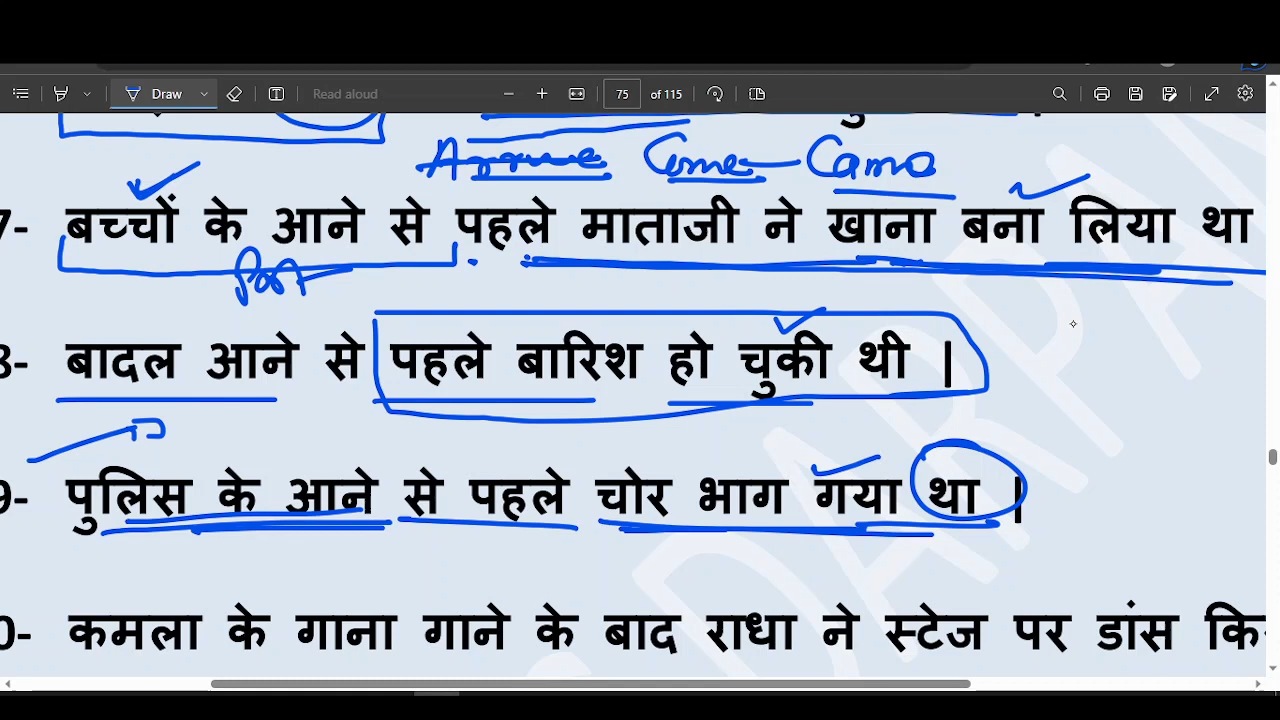 Draw Read aloud 75 of 115
Come Came
7- बच्चों के आने से पहले माताजी ने खाना बना लिया था
8- बादल आने से पहले बारिश हो चुकी थी |
9- पुलिस के आने से पहले चोर भाग गया था |
0- कमला के गाना गाने के बाद राधा ने स्टेज पर डांस